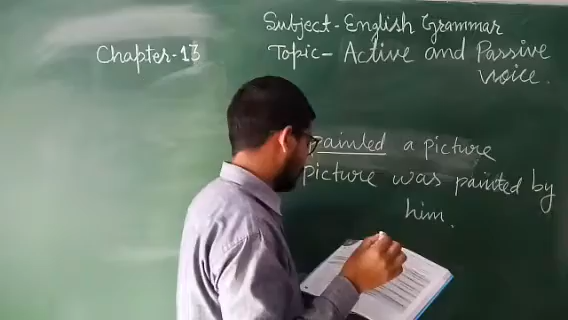 Subject - English Grammar
Chapter - 13
Topic - Active and Passive
voice.
painted a picture
picture was painted by
him.